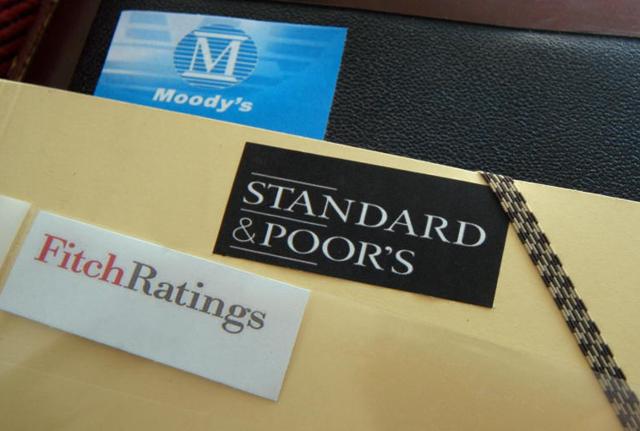 M
Moody's
STANDARD
&POOR'S
FitchRatings